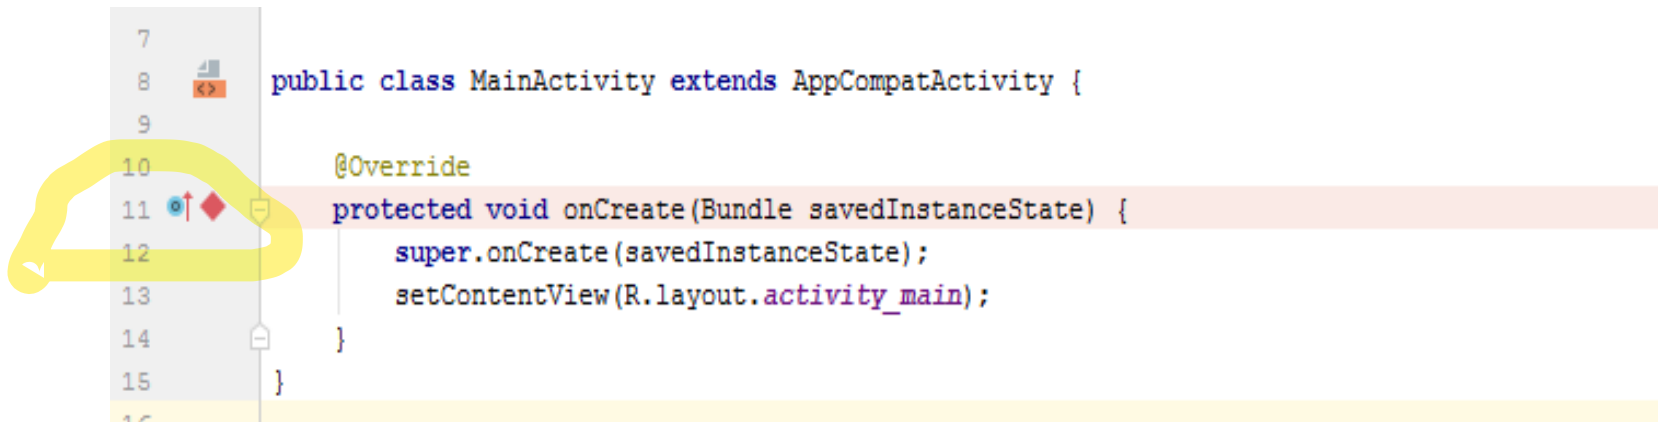 7
8 public class MainActivity extends AppCompatActivity {
9
10 @Override
11 protected void onCreate(Bundle savedInstanceState) {
12 super.onCreate(savedInstanceState);
13 setContentView(R.layout.activity_main);
14 }
15 }